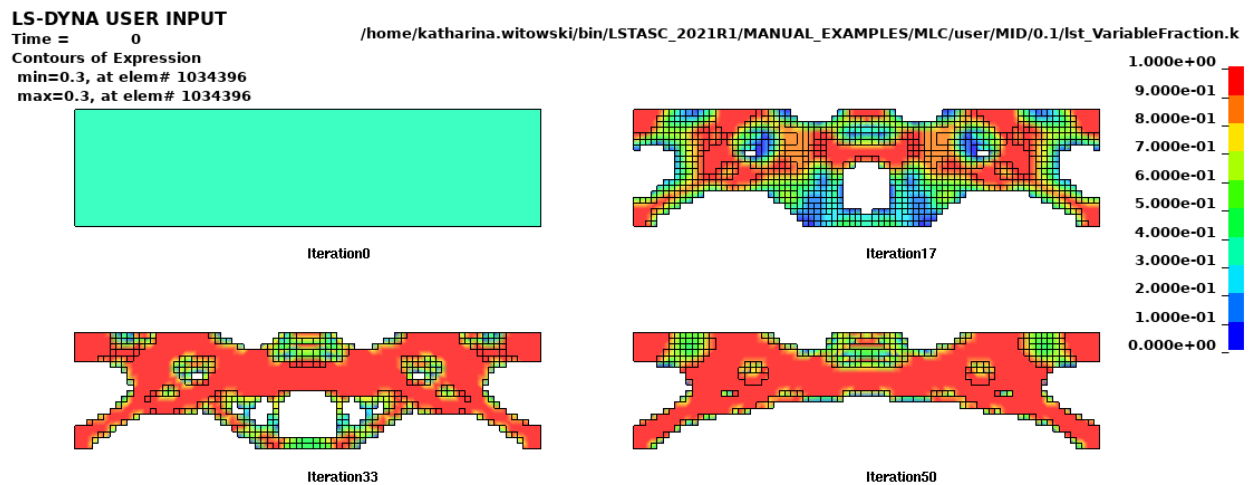 LS-DYNA USER INPUT
Time =          0
/home/katharina.witowski/bin/LSTASC_2021R1/MANUAL_EXAMPLES/MLC/user/MID/0.1/lst_VariableFraction.k
Contours of Expression
min=0.3, at elem# 1034396
max=0.3, at elem# 1034396
1.000e+00
9.000e-01
8.000e-01
7.000e-01
6.000e-01
5.000e-01
4.000e-01
3.000e-01
2.000e-01
1.000e-01
0.000e+00
Iteration0
Iteration17
Iteration33
Iteration50